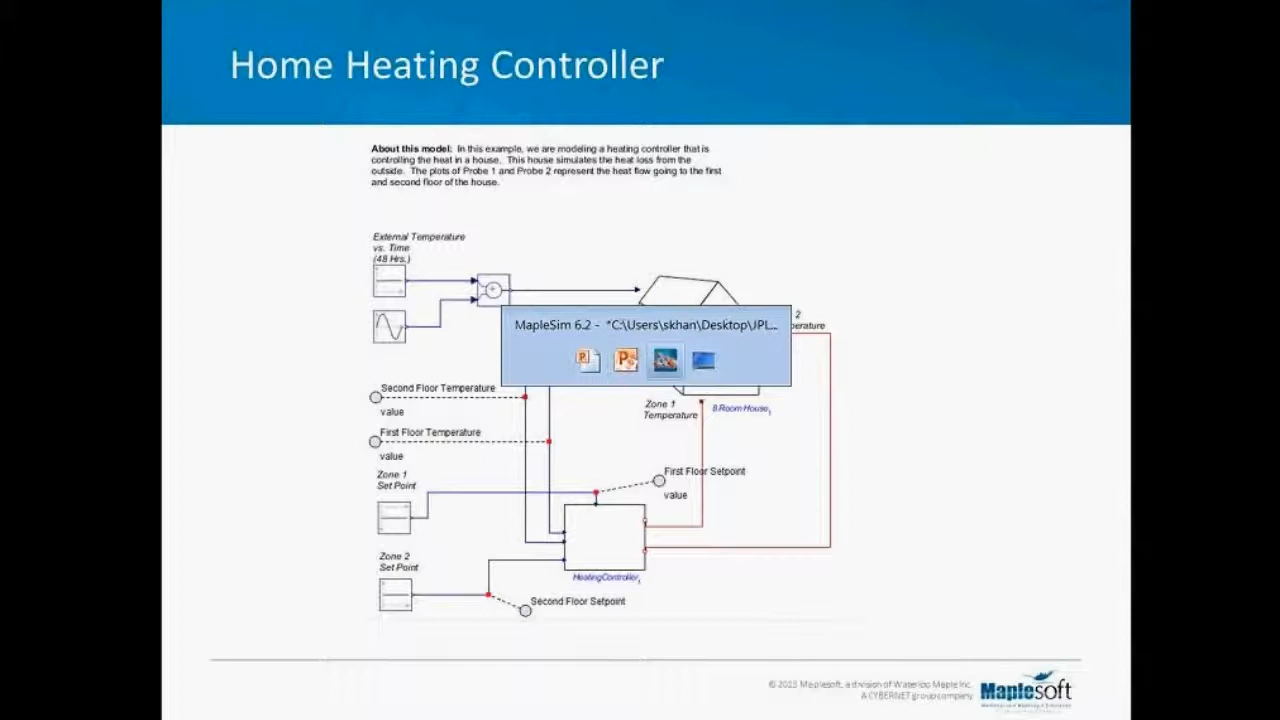 Home Heating Controller
About this model: In this example, we are modeling a heating controller that is
controlling the heat in a house. This house simulates the heat loss from the
outside. The plots of Probe 1 and Probe 2 represent the heat flow going to the first
and second floor of the house.
External Temperature
vs. Time
(48 Hrs.)
MapleSim 6.2 - *C:\Users\skhan\Desktop\JPL...
2
perature
Second Floor Temperature
value
Zone 1
Temperature
8RoomHouse1
First Floor Temperature
value
Zone 1
Set Point
First Floor Setpoint
value
Zone 2
Set Point
HeatingController1
Second Floor Setpoint
© 2013 Maplesoft, a division of Waterloo Maple Inc.
A CYBERNET group company
Maplesoft